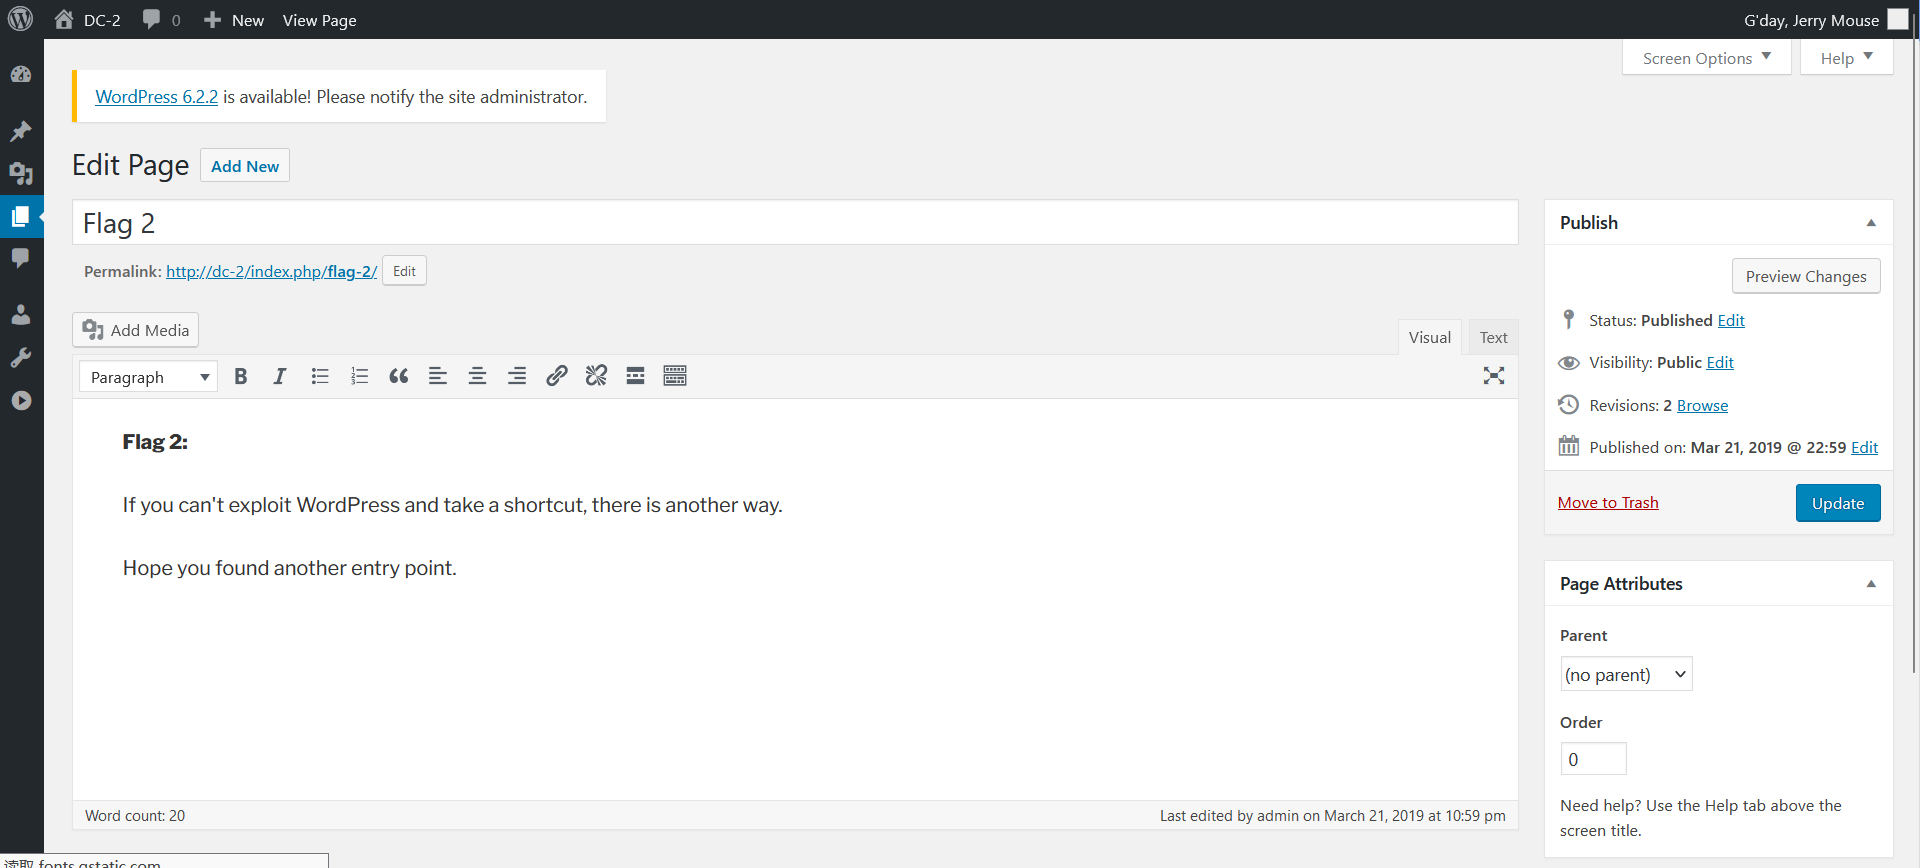 DC-2 0 New View Page G'day, Jerry Mouse
Screen Options Help
WordPress 6.2.2 is available! Please notify the site administrator.
Edit Page Add New
Flag 2
Permalink: http://dc-2/index.php/flag-2/ Edit
Add Media
Visual Text
Paragraph
Flag 2:
If you can't exploit WordPress and take a shortcut, there is another way.
Hope you found another entry point.
Word count: 20
Last edited by admin on March 21, 2019 at 10:59 pm
Publish
Preview Changes
Status: Published Edit
Visibility: Public Edit
Revisions: 2 Browse
Published on: Mar 21, 2019 @ 22:59 Edit
Move to Trash Update
Page Attributes
Parent
(no parent)
Order
0
Need help? Use the Help tab above the
screen title.
读取 fonts.gstatic.com